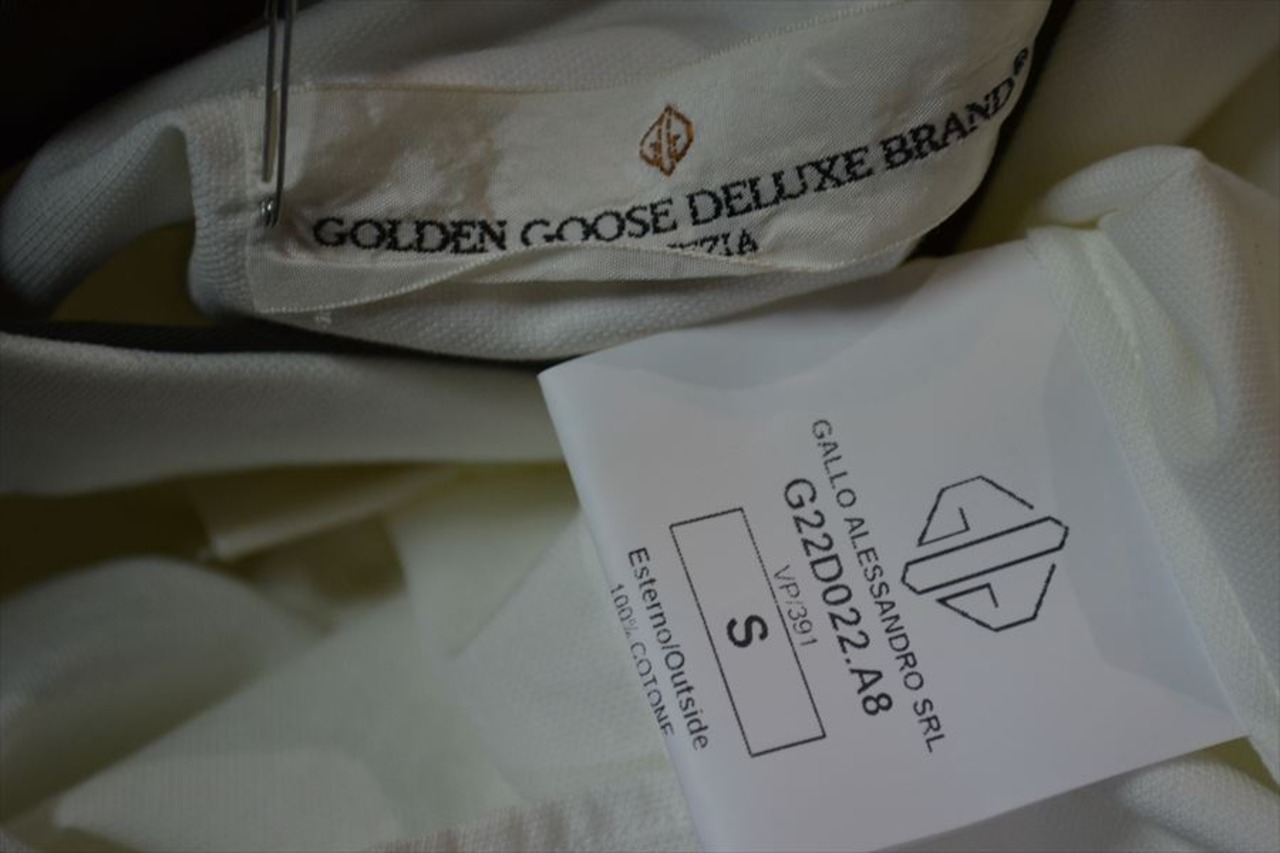 GOLDEN GOOSE DELUXE BRAND®
GALLO ALESSANDRO SRL
G22D022.A8
VP/391
S
Esterno/Outside
100% COTONE